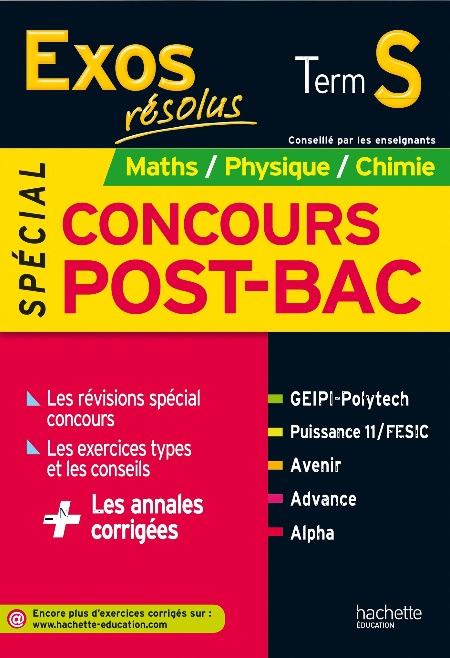 Exos
résolus
Term S
Conseillé par les enseignants
Maths / Physique / Chimie
SPÉCIAL
CONCOURS
POST-BAC
Les révisions spécial
concours
Les exercices types
et les conseils
+ Les annales
corrigées
GEIPI-Polytech
Puissance 11/FESIC
Avenir
Advance
Alpha
@ Encore plus d'exercices corrigés sur :
www.hachette-education.com
hachette
ÉDUCATION